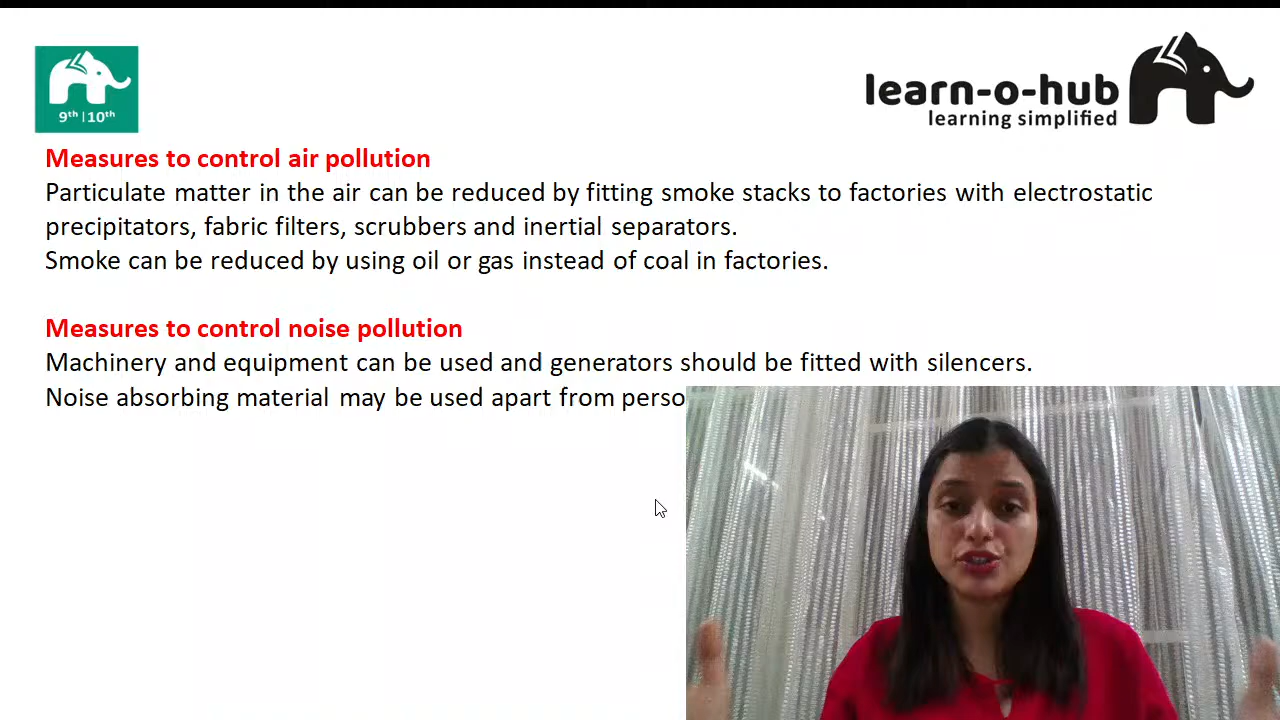 9th | 10th
learn-o-hub
learning simplified
Measures to control air pollution
Particulate matter in the air can be reduced by fitting smoke stacks to factories with electrostatic
precipitators, fabric filters, scrubbers and inertial separators.
Smoke can be reduced by using oil or gas instead of coal in factories.
Measures to control noise pollution
Machinery and equipment can be used and generators should be fitted with silencers.
Noise absorbing material may be used apart from